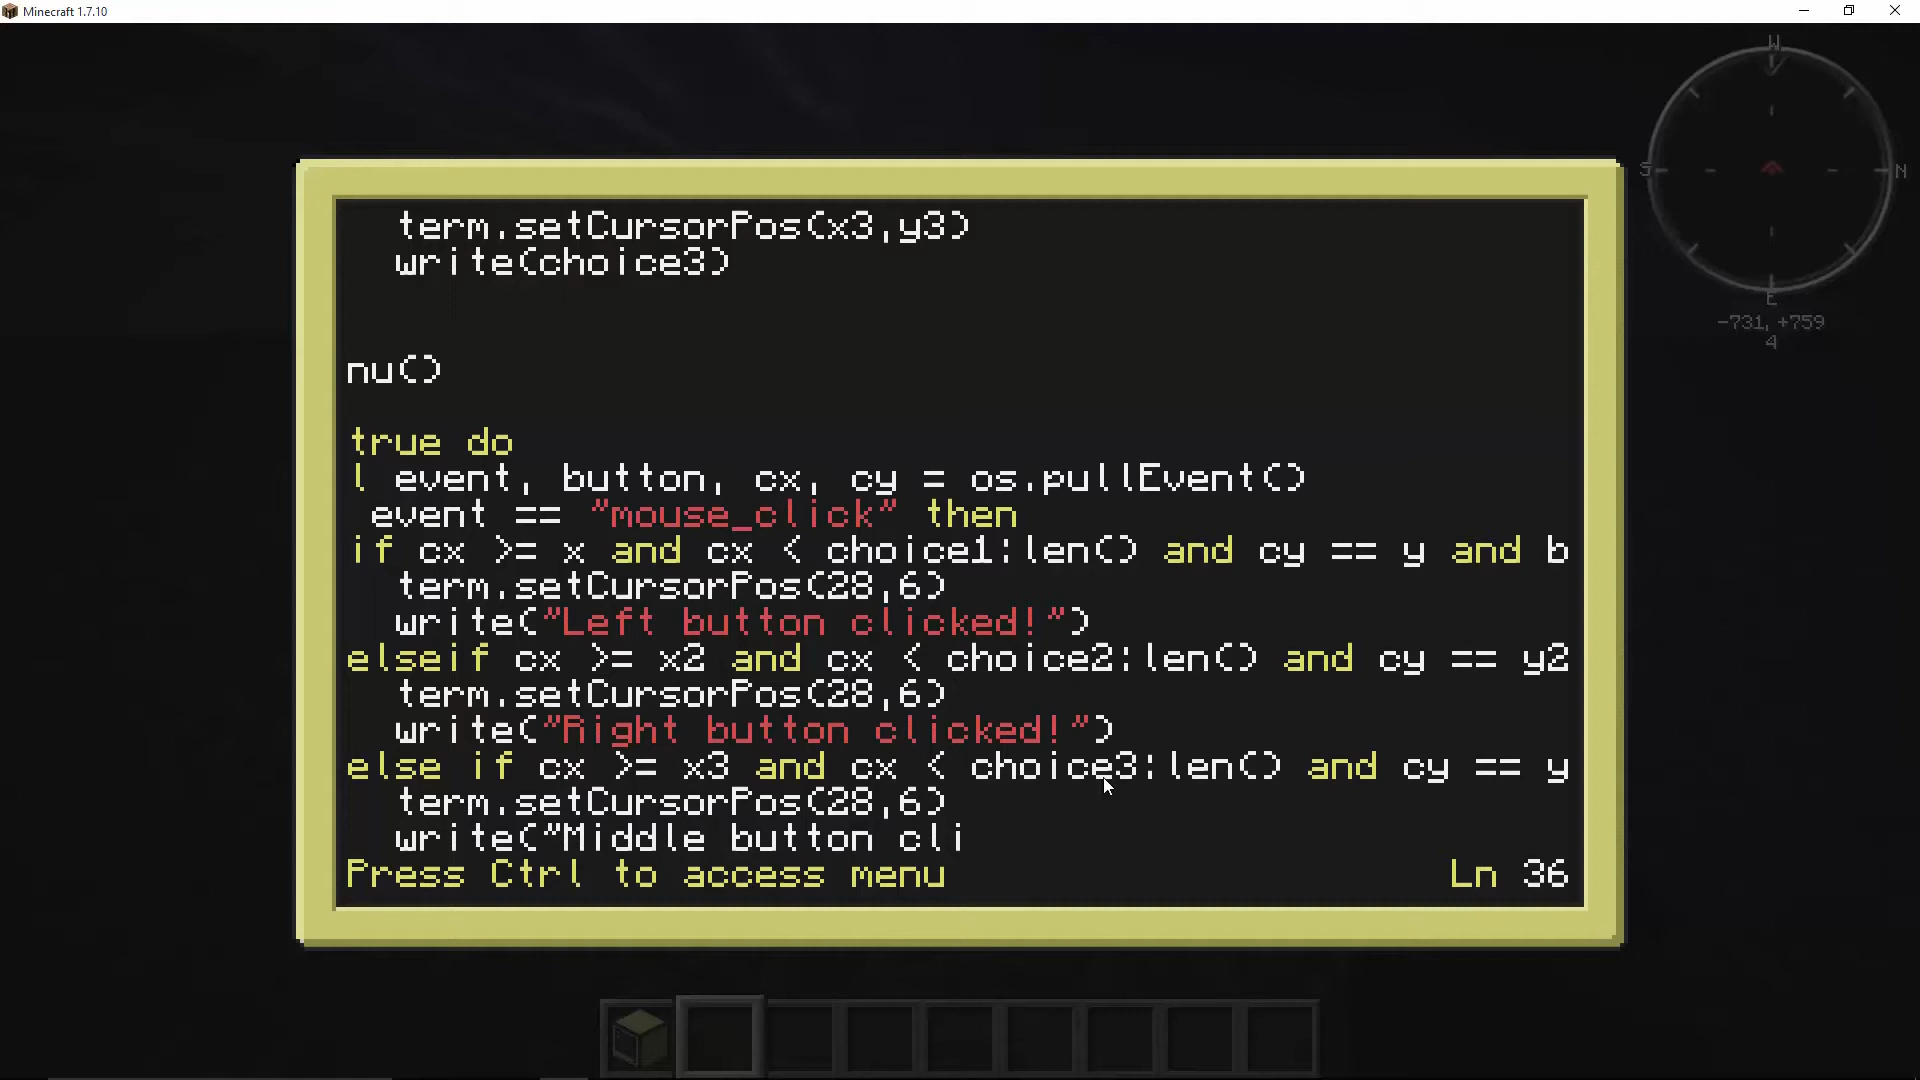 Minecraft 1.7.10
W
S
N
E
-731, +759
4
term.setCursorPos(x3,y3)
write(choice3)
nu()
true do
l event, button, cx, cy = os.pullEvent()
event == "mouse_click" then
if cx >= x and cx < choice1:len() and cy == y and b
term.setCursorPos(28,6)
write("Left button clicked!")
elseif cx >= x2 and cx < choice2:len() and cy == y2
term.setCursorPos(28,6)
write("Right button clicked!")
else if cx >= x3 and cx < choice3:len() and cy == y
term.setCursorPos(28,6)
write("Middle button cli
Press Ctrl to access menu Ln 36